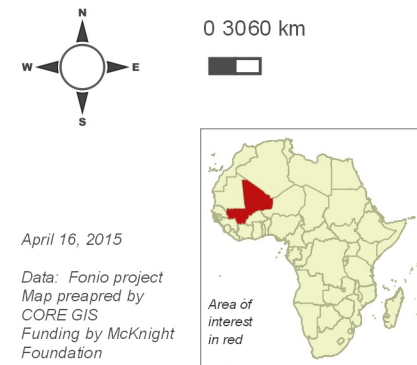 N
W E
S
0 3060 km
April 16, 2015
Data: Fonio project
Map preapred by
CORE GIS
Funding by McKnight
Foundation
Area of
interest
in red